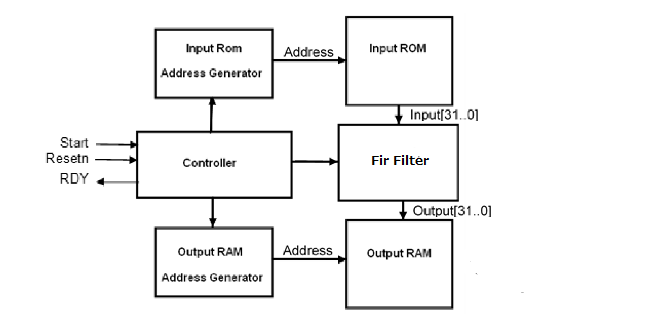 Input Rom
Address Generator
Address
Input ROM
Input[31..0]
Start
Resetn
RDY
Controller
Fir Filter
Output[31..0]
Output RAM
Address Generator
Address
Output RAM